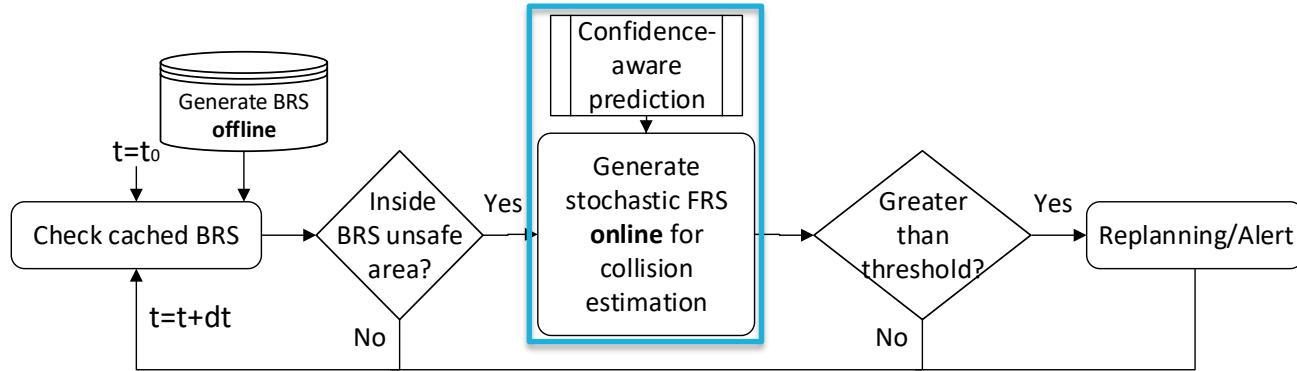 Generate BRS
offline
t=t₀
Check cached BRS
t=t+dt
Inside
BRS unsafe
area?
Yes
No
Confidence-
aware
prediction
Generate
stochastic FRS
online for
collision
estimation
Greater
than
threshold?
Yes
No
Replanning/Alert